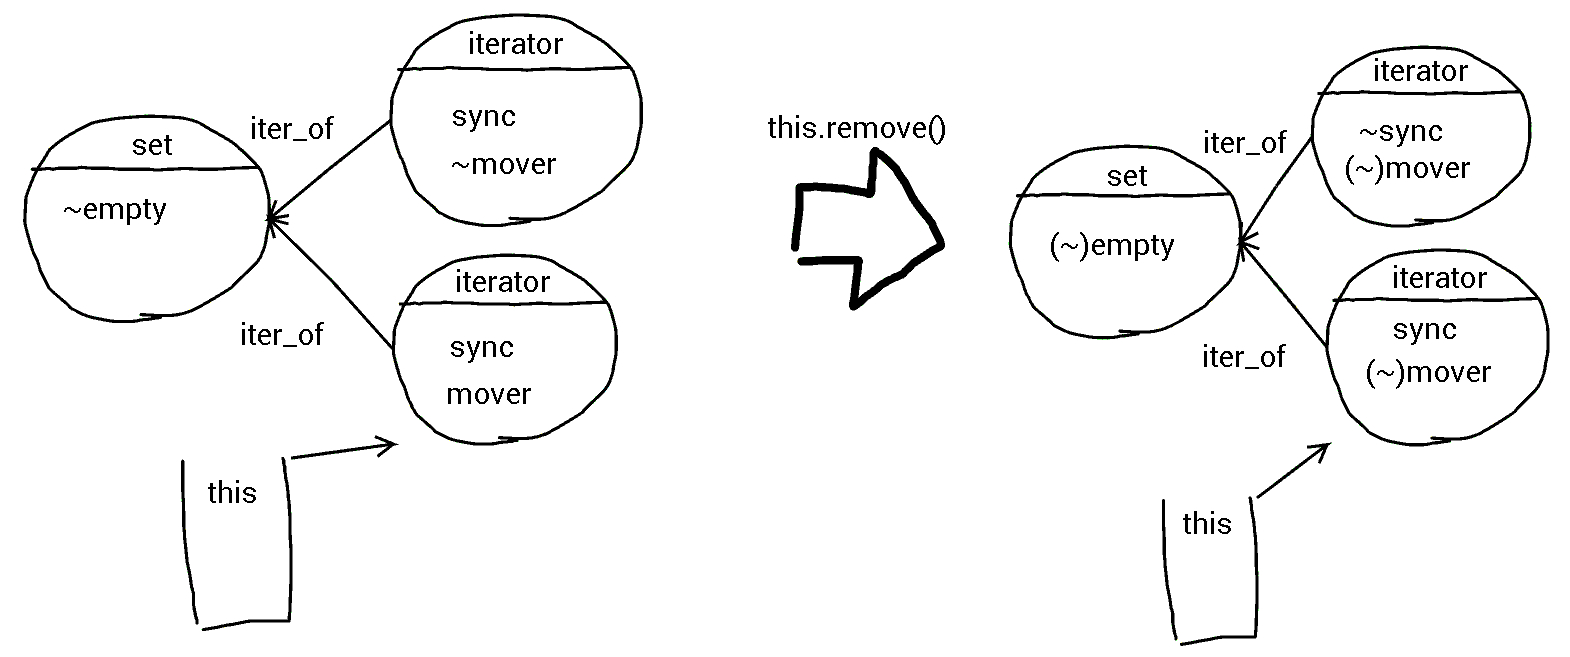 iterator
sync
~mover
iter_of
set
~empty
iterator
sync
mover
iter_of
this
this.remove()
iterator
~sync
(~)mover
iter_of
set
(~)empty
iterator
sync
(~)mover
iter_of
this